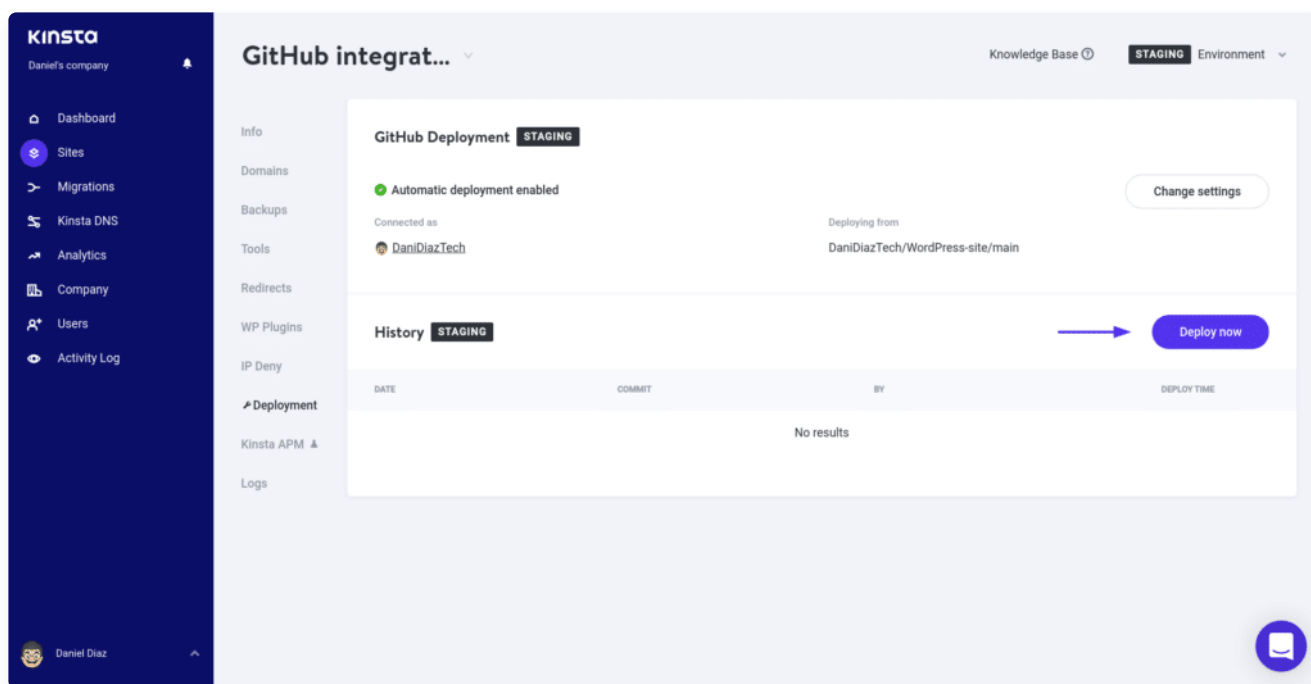 KINSTA
Daniel's company
Dashboard
Sites
Migrations
Kinsta DNS
Analytics
Company
Users
Activity Log
Daniel Diaz
GitHub integrat...
Knowledge Base
STAGING Environment
Info
Domains
Backups
Tools
Redirects
WP Plugins
IP Deny
Deployment
Kinsta APM
Logs
GitHub Deployment STAGING
Automatic deployment enabled
Change settings
Connected as
Deploying from
DaniDiazTech
DaniDiazTech/WordPress-site/main
History STAGING
Deploy now
DATE COMMIT BY DEPLOY TIME
No results